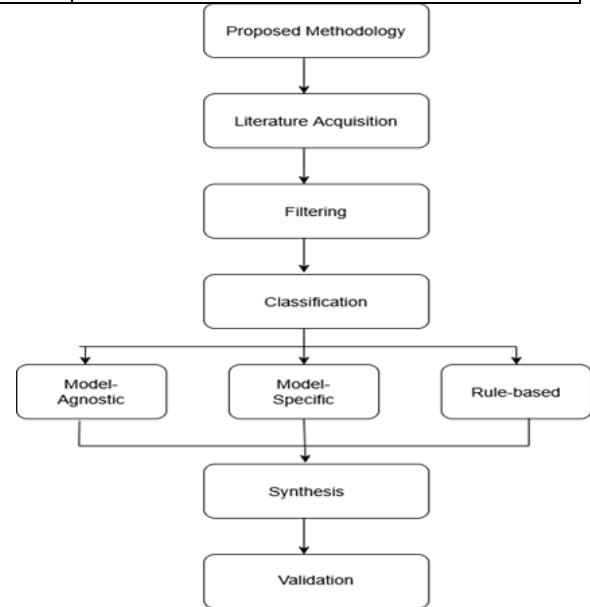 Proposed Methodology
Literature Acquisition
Filtering
Classification
Model-
Agnostic
Model-
Specific
Rule-based
Synthesis
Validation